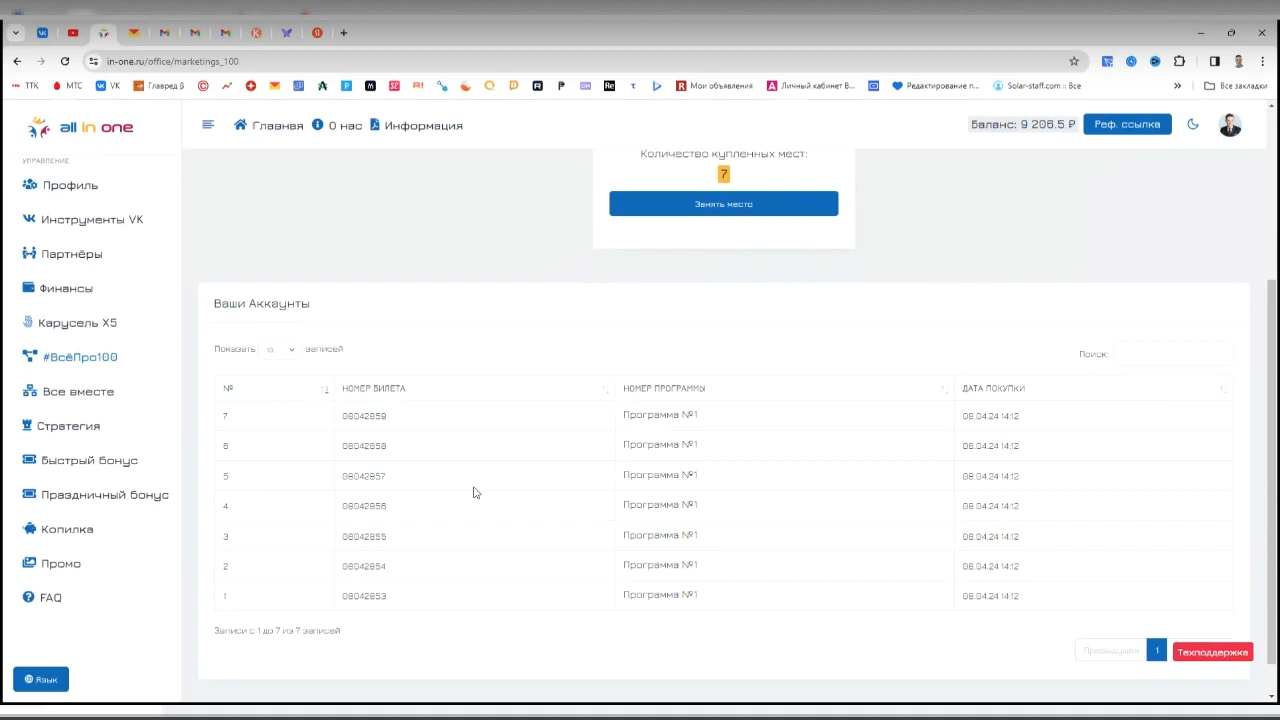 in-one.ru/office/marketings_100
ТТК МТС VK Главред β Мои объявления Личный кабинет В... Редактирование п... Solar-staff.com :: Все Все закладки
all in one
Главная О нас Информация
Баланс: 9 206.5 Р Реф. ссылка
УПРАВЛЕНИЕ
Профиль
Инструменты VK
Партнёры
Финансы
Карусель X5
#ВсёПро100
Все вместе
Стратегия
Быстрый бонус
Праздничный бонус
Копилка
Промо
FAQ
Язык
Количество купленных мест:
7
Занять место
Ваши Аккаунты
Показать 10 записей
Поиск:
№ НОМЕР БИЛЕТА НОМЕР ПРОГРАММЫ ДАТА ПОКУПКИ
7 08042859 Программа №1 08.04.24 14:12
6 08042858 Программа №1 08.04.24 14:12
5 08042857 Программа №1 08.04.24 14:12
4 08042856 Программа №1 08.04.24 14:12
3 08042855 Программа №1 08.04.24 14:12
2 08042854 Программа №1 08.04.24 14:12
1 08042853 Программа №1 08.04.24 14:12
Записи с 1 до 7 из 7 записей
Предыдущая 1
Техподдержка